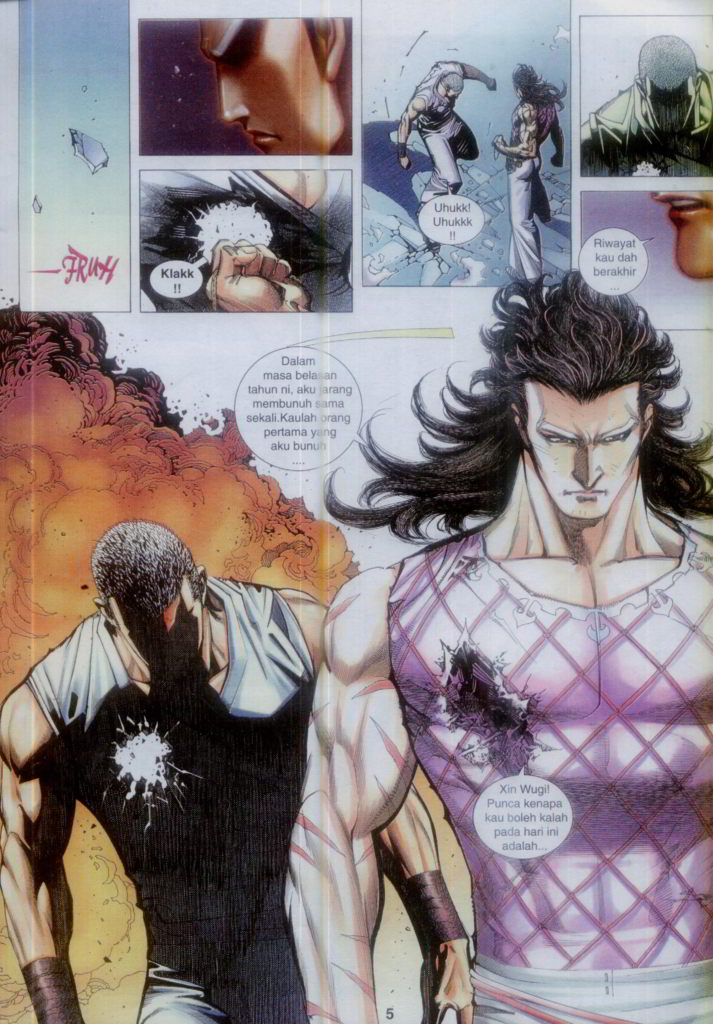 FRUH
Klakk
!!
Uhukk!
Uhukkk
!!
Riwayat
kau dah
berakhir
...
Dalam
masa belasan
tahun ni, aku jarang
membunuh sama
sekali.Kaulah orang
pertama yang
aku bunuh
....
Xin Wugi!
Punca kenapa
kau boleh kalah
pada hari ini
adalah...
5